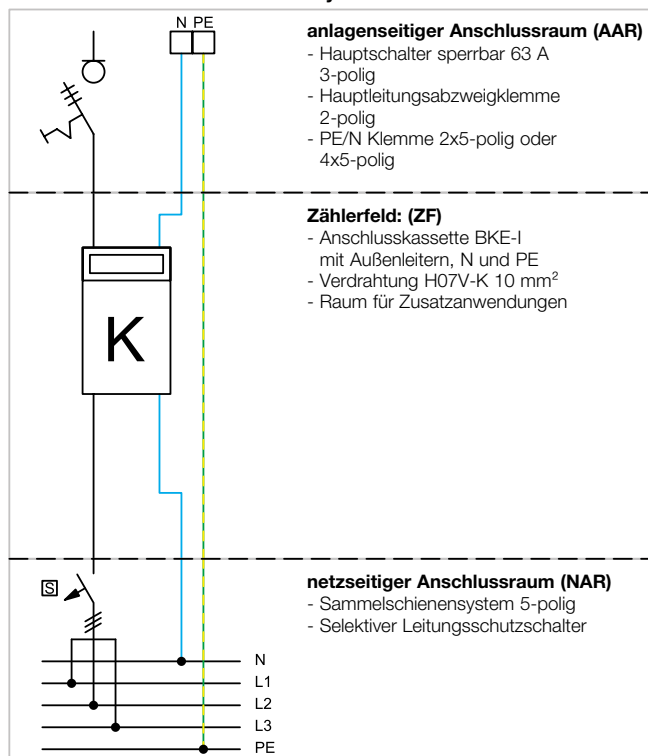 N PE
anlagenseitiger Anschlussraum (AAR)
- Hauptschalter sperrbar 63 A
3-polig
- Hauptleitungsabzweigklemme
2-polig
- PE/N Klemme 2x5-polig oder
4x5-polig
Zählerfeld: (ZF)
- Anschlusskassette BKE-I
mit Außenleitern, N und PE
- Verdrahtung H07V-K 10 mm²
- Raum für Zusatzanwendungen
K
netzseitiger Anschlussraum (NAR)
- Sammelschienensystem 5-polig
- Selektiver Leitungsschutzschalter
S
N
L1
L2
L3
PE